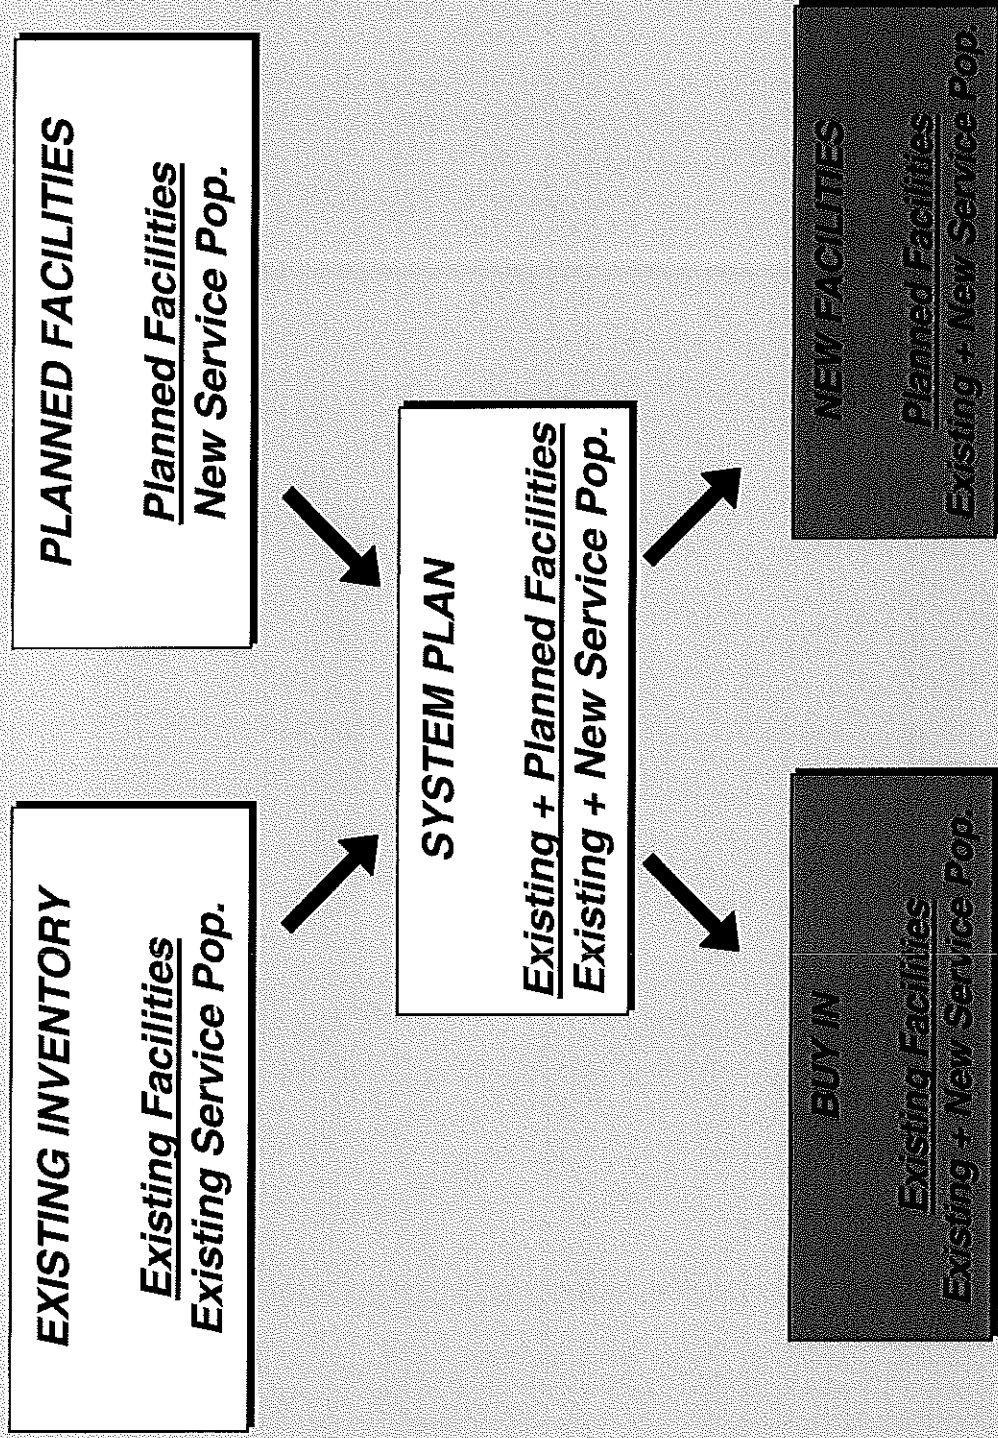 EXISTING INVENTORY
Existing Facilities
Existing Service Pop.
PLANNED FACILITIES
Planned Facilities
New Service Pop.
SYSTEM PLAN
Existing + Planned Facilities
Existing + New Service Pop.
BUY IN
Existing Facilities
Existing + New Service Pop.
NEW FACILITIES
Planned Facilities
Existing + New Service Pop.